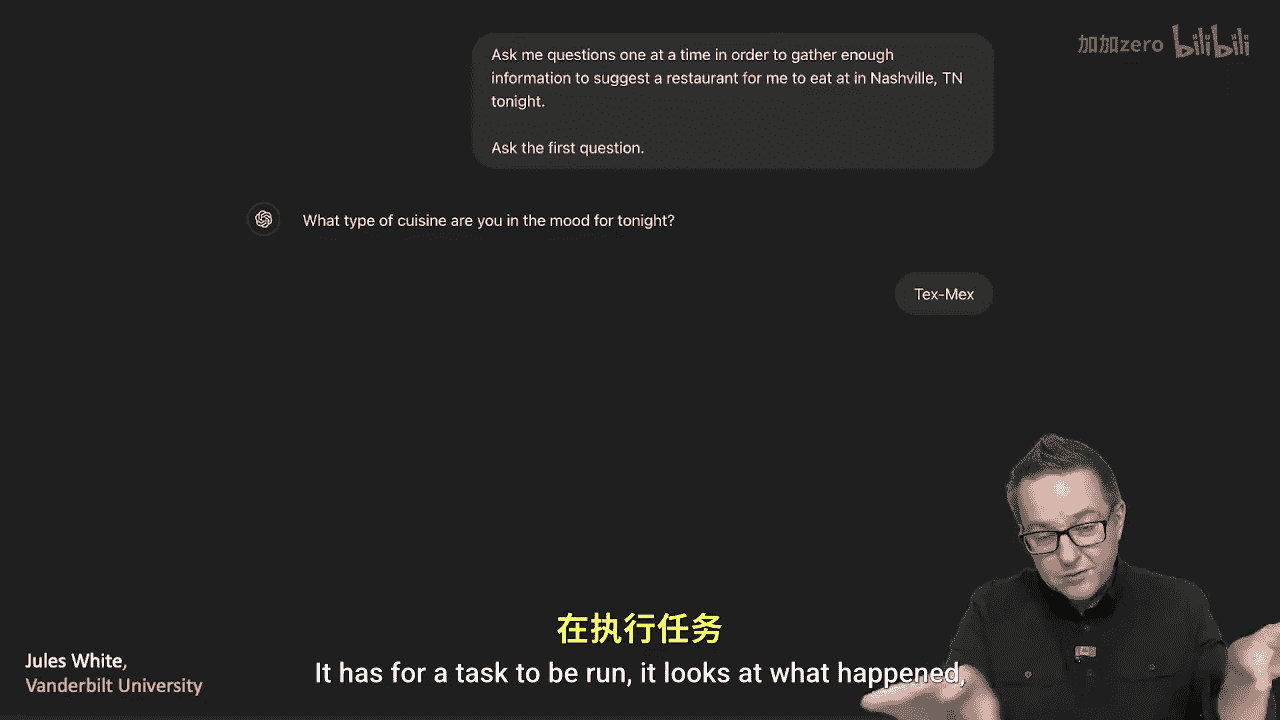 加加zero bilibili
Ask me questions one at a time in order to gather enough
information to suggest a restaurant for me to eat at in Nashville, TN
tonight.
Ask the first question.
What type of cuisine are you in the mood for tonight?
Tex-Mex
在执行任务
It has for a task to be run, it looks at what happened,
Jules White,
Vanderbilt University